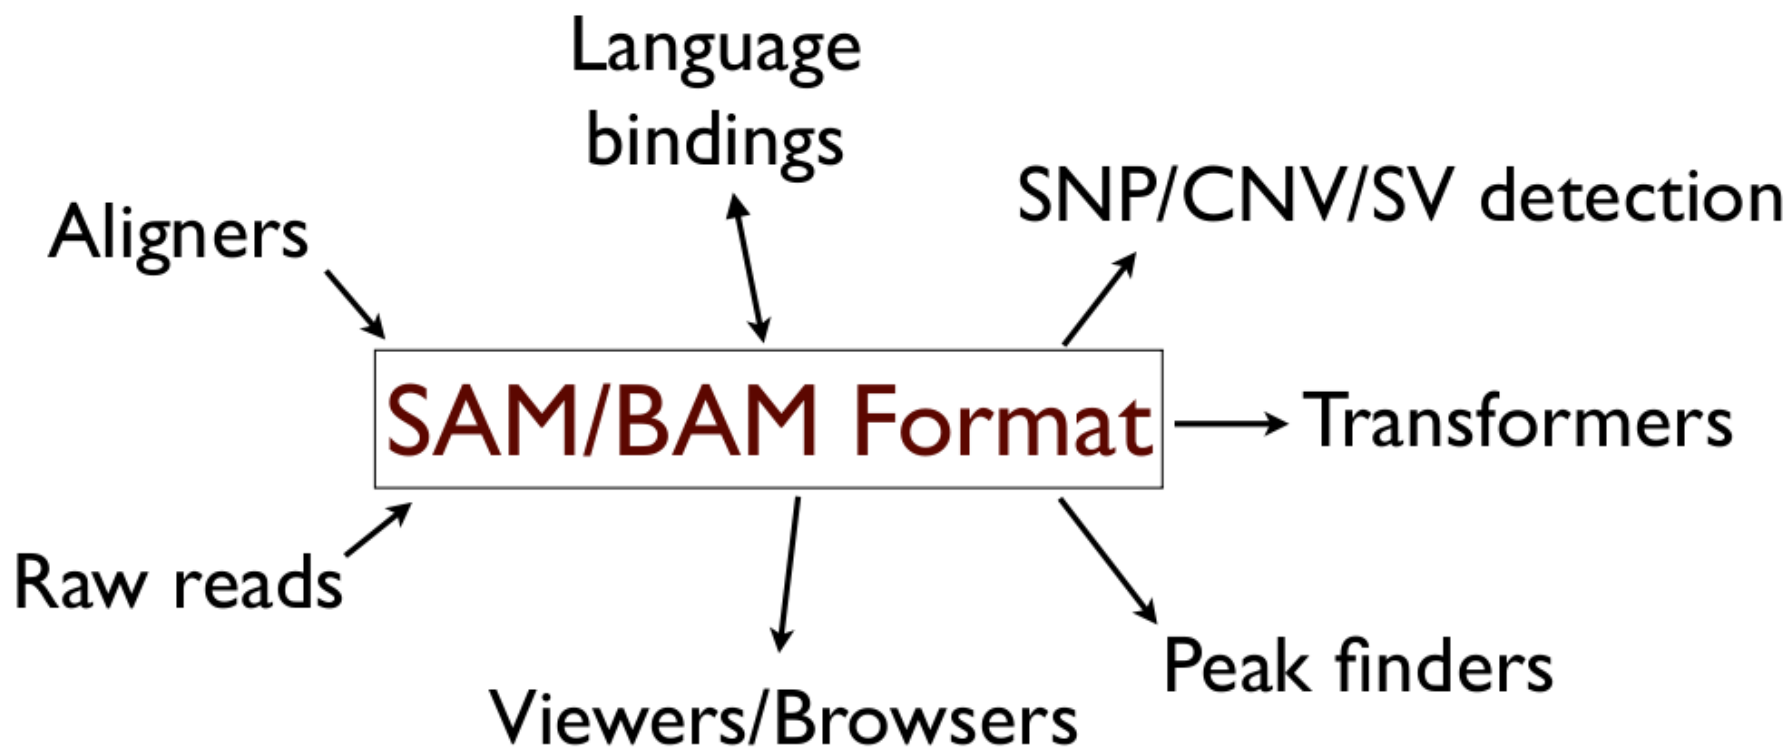 Language
bindings
SNP/CNV/SV detection
Aligners
SAM/BAM Format
Transformers
Raw reads
Peak finders
Viewers/Browsers